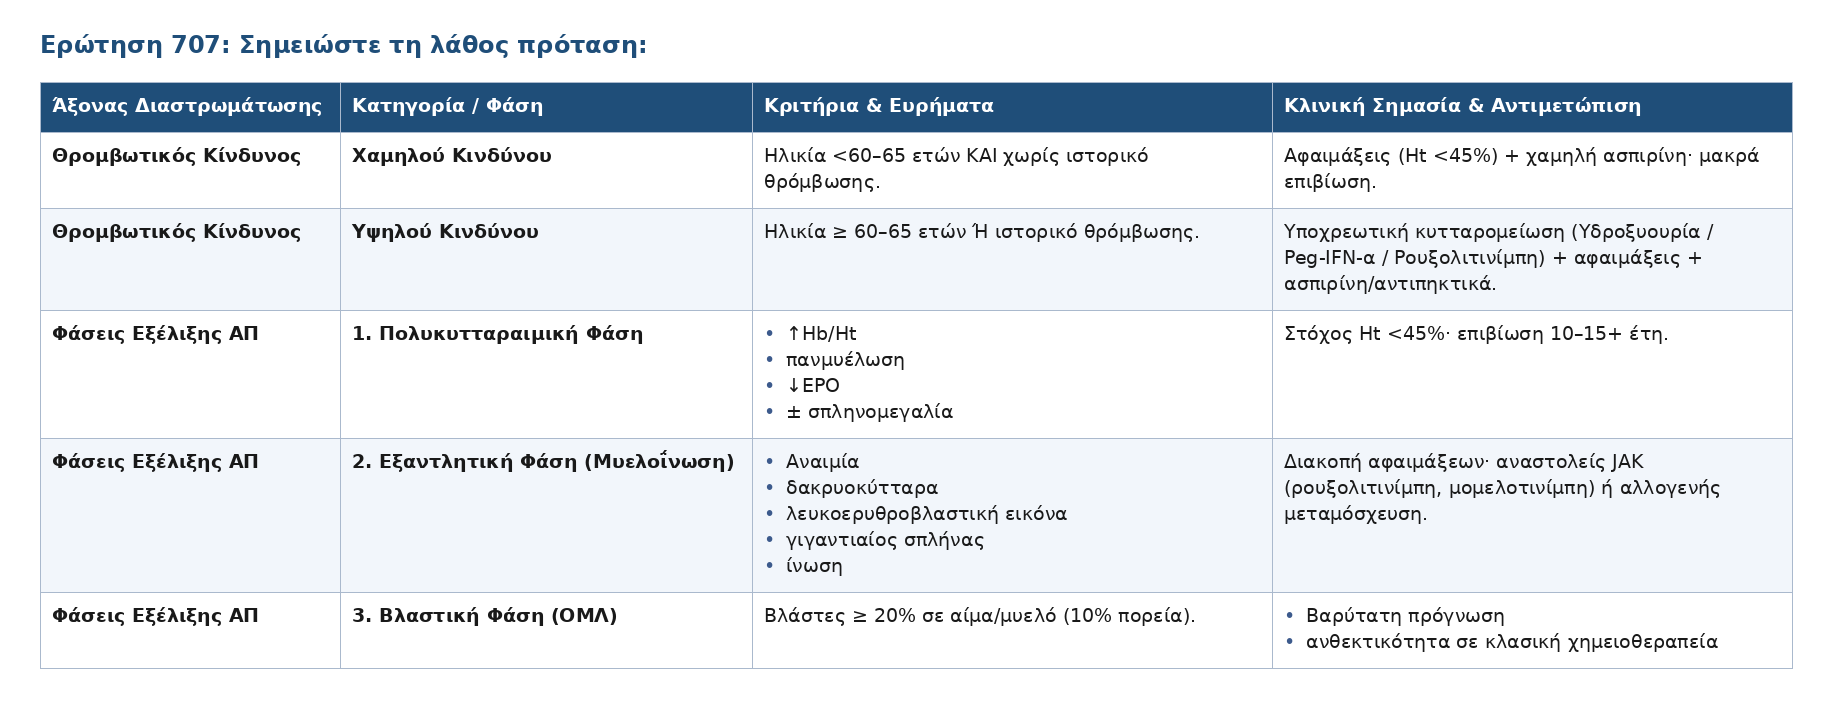 Ερώτηση 707: Σημειώστε τη λάθος πρόταση:
Άξονας Διαστρωμάτωσης
Κατηγορία / Φάση
Κριτήρια & Ευρήματα
Κλινική Σημασία & Αντιμετώπιση
Θρομβωτικός Κίνδυνος
Χαμηλού Κινδύνου
Ηλικία <60–65 ετών ΚΑΙ χωρίς ιστορικό
θρόμβωσης.
Αφαιμάξεις (Ht <45%) + χαμηλή ασπιρίνη· μακρά
επιβίωση.
Θρομβωτικός Κίνδυνος
Υψηλού Κινδύνου
Ηλικία ≥ 60–65 ετών Ή ιστορικό θρόμβωσης.
Υποχρεωτική κυτταρομείωση (Υδροξυουρία /
Peg-IFN-α / Ρουξολιτινίμπη) + αφαιμάξεις +
ασπιρίνη/αντιπηκτικά.
Φάσεις Εξέλιξης ΑΠ
1. Πολυκυτταραιμική Φάση
• ↑Hb/Ht
• πανμυέλωση
• ↓EPO
• ± σπληνομεγαλία
Στόχος Ht <45%· επιβίωση 10–15+ έτη.
Φάσεις Εξέλιξης ΑΠ
2. Εξαντλητική Φάση (Μυελοΐνωση)
• Αναιμία
• δακρυοκύτταρα
• λευκοερυθροβλαστική εικόνα
• γιγαντιαίος σπλήνας
• ίνωση
Διακοπή αφαιμάξεων· αναστολείς JAK
(ρουξολιτινίμπη, μομελοτινίμπη) ή αλλογενής
μεταμόσχευση.
Φάσεις Εξέλιξης ΑΠ
3. Βλαστική Φάση (ΟΜΛ)
Βλάστες ≥ 20% σε αίμα/μυελό (10% πορεία).
• Βαρύτατη πρόγνωση
• ανθεκτικότητα σε κλασική χημειοθεραπεία